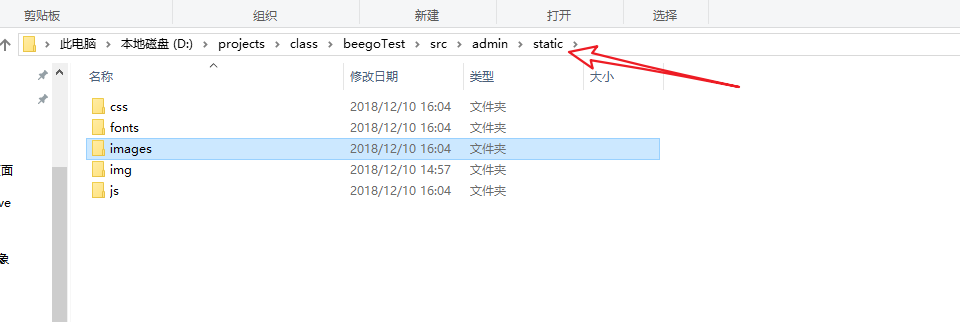 剪贴板 组织 新建 打开 选择
此电脑 本地磁盘 (D:) projects class beegoTest src admin static
名称 修改日期 类型 大小
css 2018/12/10 16:04 文件夹
fonts 2018/12/10 16:04 文件夹
images 2018/12/10 16:04 文件夹
img 2018/12/10 14:57 文件夹
面
js 2018/12/10 16:04 文件夹
ve
象